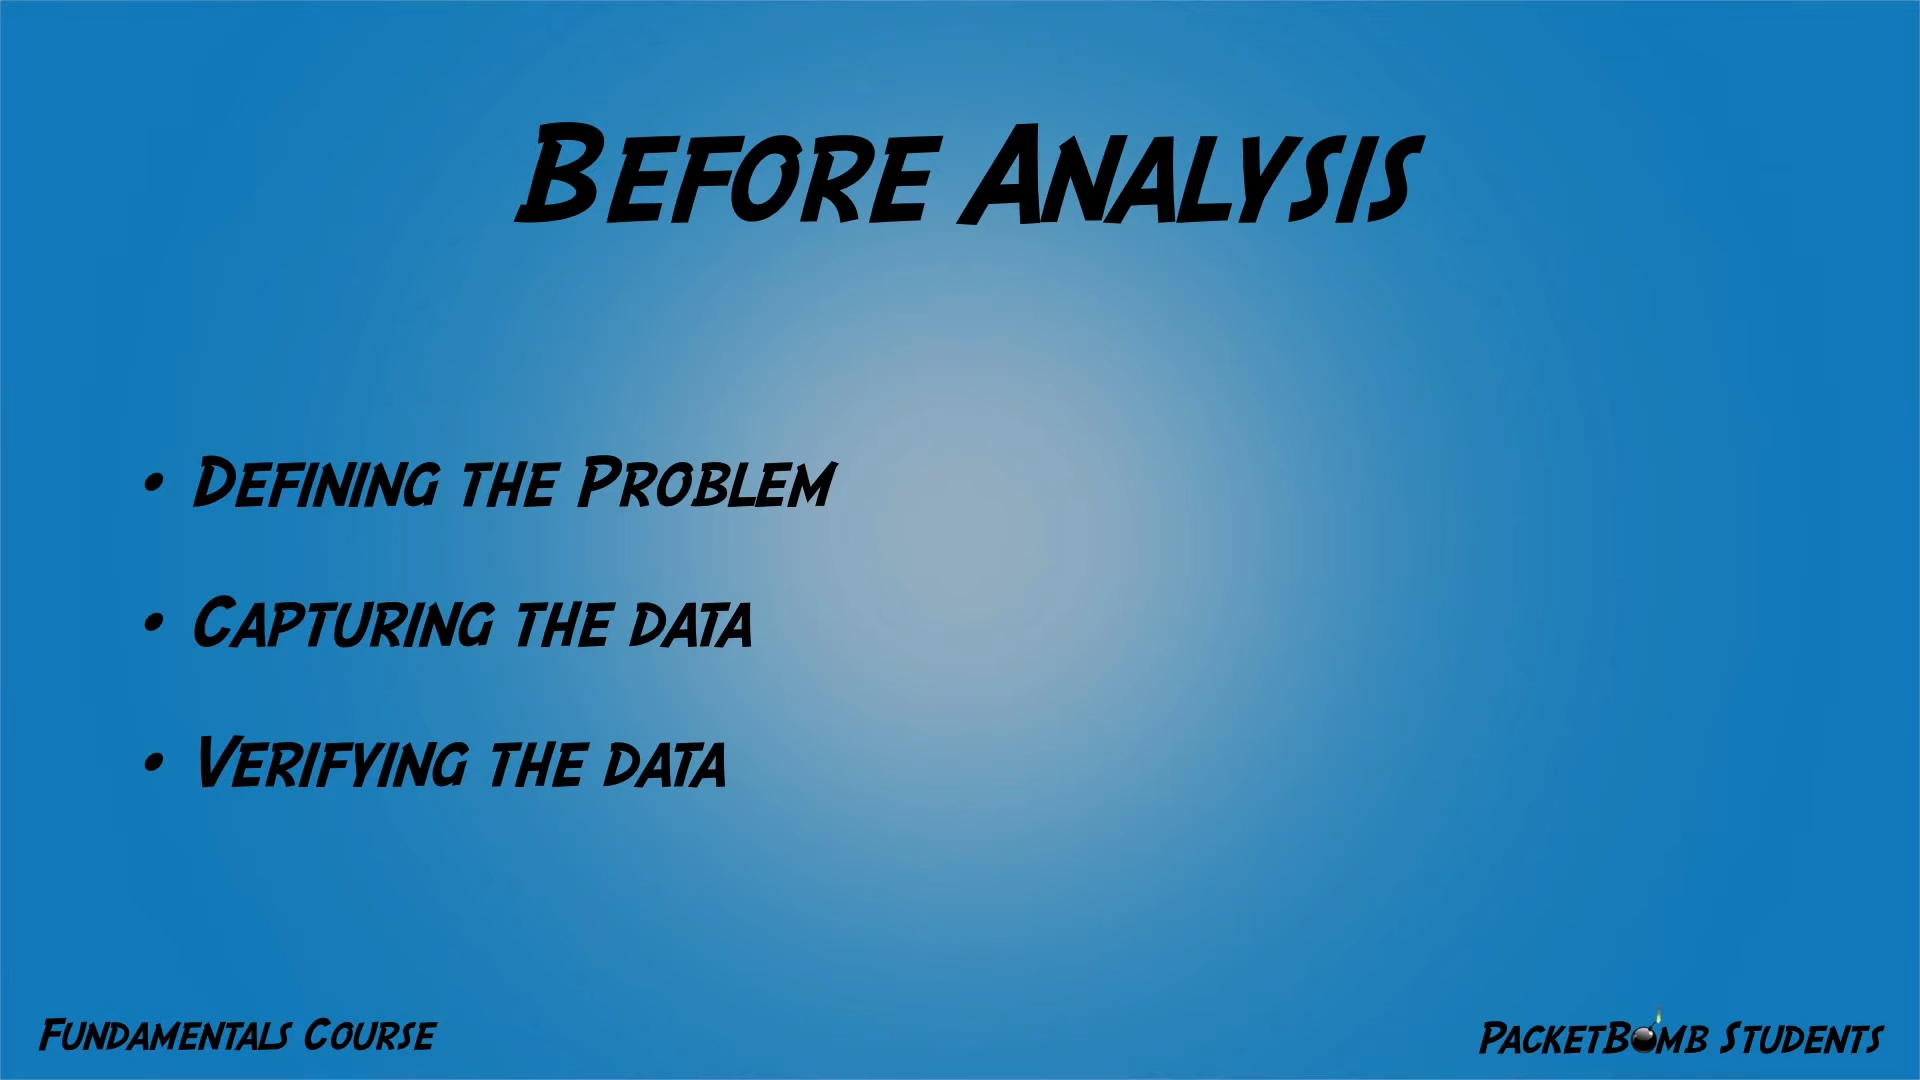 Before Analysis
• Defining the Problem
• Capturing the data
• Verifying the data
Fundamentals Course
PacketBomb Students